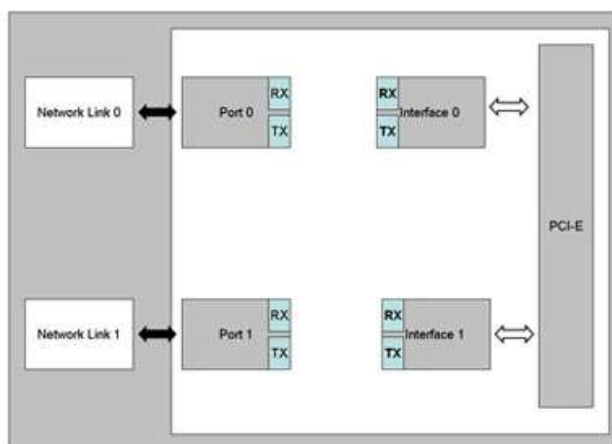 Network Link 0
Port 0
RX
TX
RX
TX
Interface 0
PCI-E
Network Link 1
Port 1
RX
TX
RX
TX
Interface 1